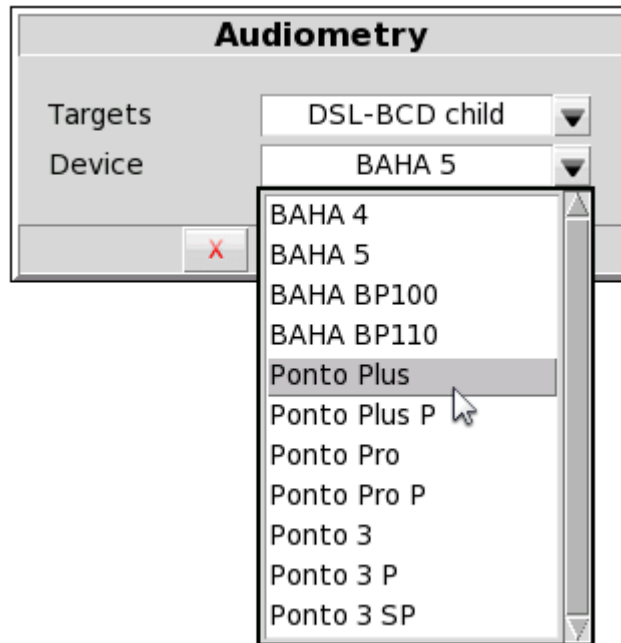 Audiometry
Targets DSL-BCD child
Device BAHA 5
BAHA 4
X BAHA 5
BAHA BP100
BAHA BP110
Ponto Plus
Ponto Plus P
Ponto Pro
Ponto Pro P
Ponto 3
Ponto 3 P
Ponto 3 SP